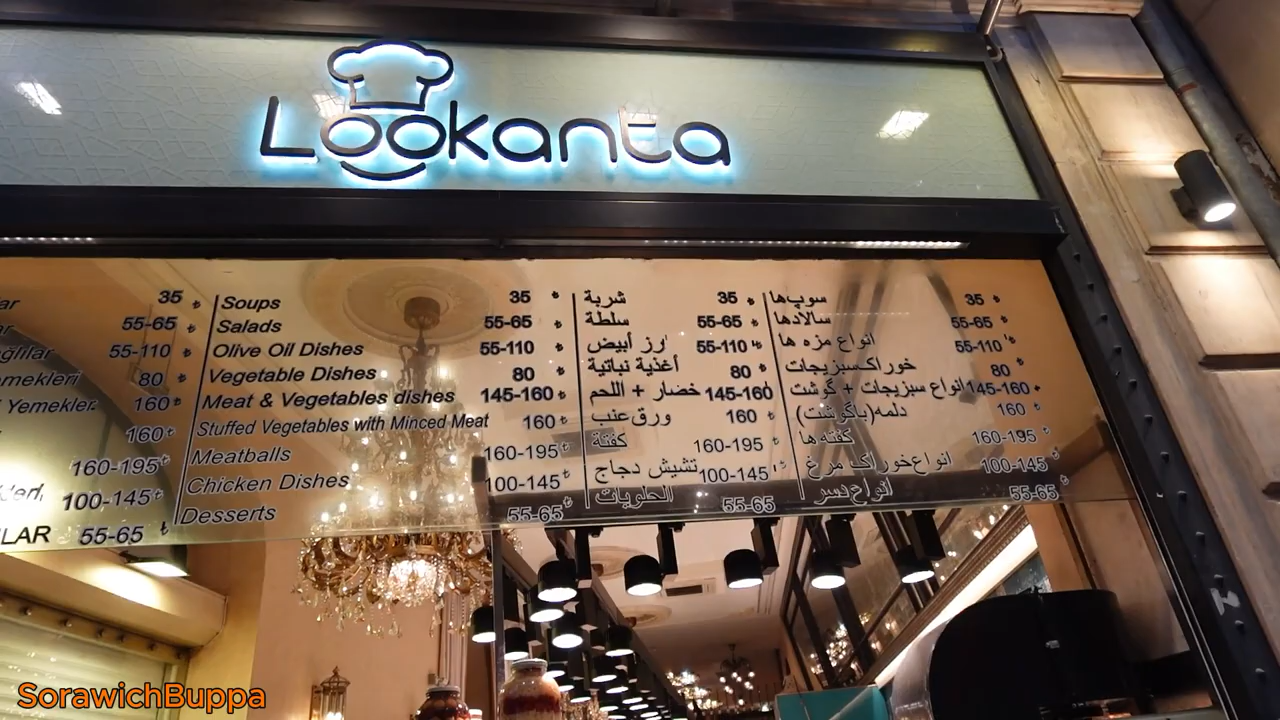 Lookanta
35 ₺
55-65 ₺
55-110 ₺
80 ₺
Yemekler 160 ₺
160 ₺
160-195 ₺
100-145 ₺
55-65 ₺
Soups 35 ₺
Salads 55-65 ₺
Olive Oil Dishes 55-110 ₺
Vegetable Dishes 80 ₺
Meat & Vegetables dishes 145-160 ₺
Stuffed Vegetables with Minced Meat 160 ₺
Meatballs 160-195 ₺
Chicken Dishes 100-145 ₺
Desserts 55-65 ₺
شربة 35 ₺
سلطة 55-65 ₺
ارز أبيض 55-110 ₺
أغذية نباتية 80 ₺
خضار + اللحم 145-160
ورق عنب 160 ₺
كفتة 160-195 ₺
تشيش دجاج 100-145 ₺
الحلويات 55-65
سوپ‌ها 35 ₺
سالادها 55-65 ₺
انواع مزه ها 55-110 ₺
خوراک‌سبزیجات 80 ₺
انواع سبزیجات + گوشت 145-160 ₺
دلمه(باگوشت) 160 ₺
کفته ها 160-195 ₺
انواع‌خوراک مرغ 100-145 ₺
انواع‌دسر 55-65 ₺
SorawichBuppa